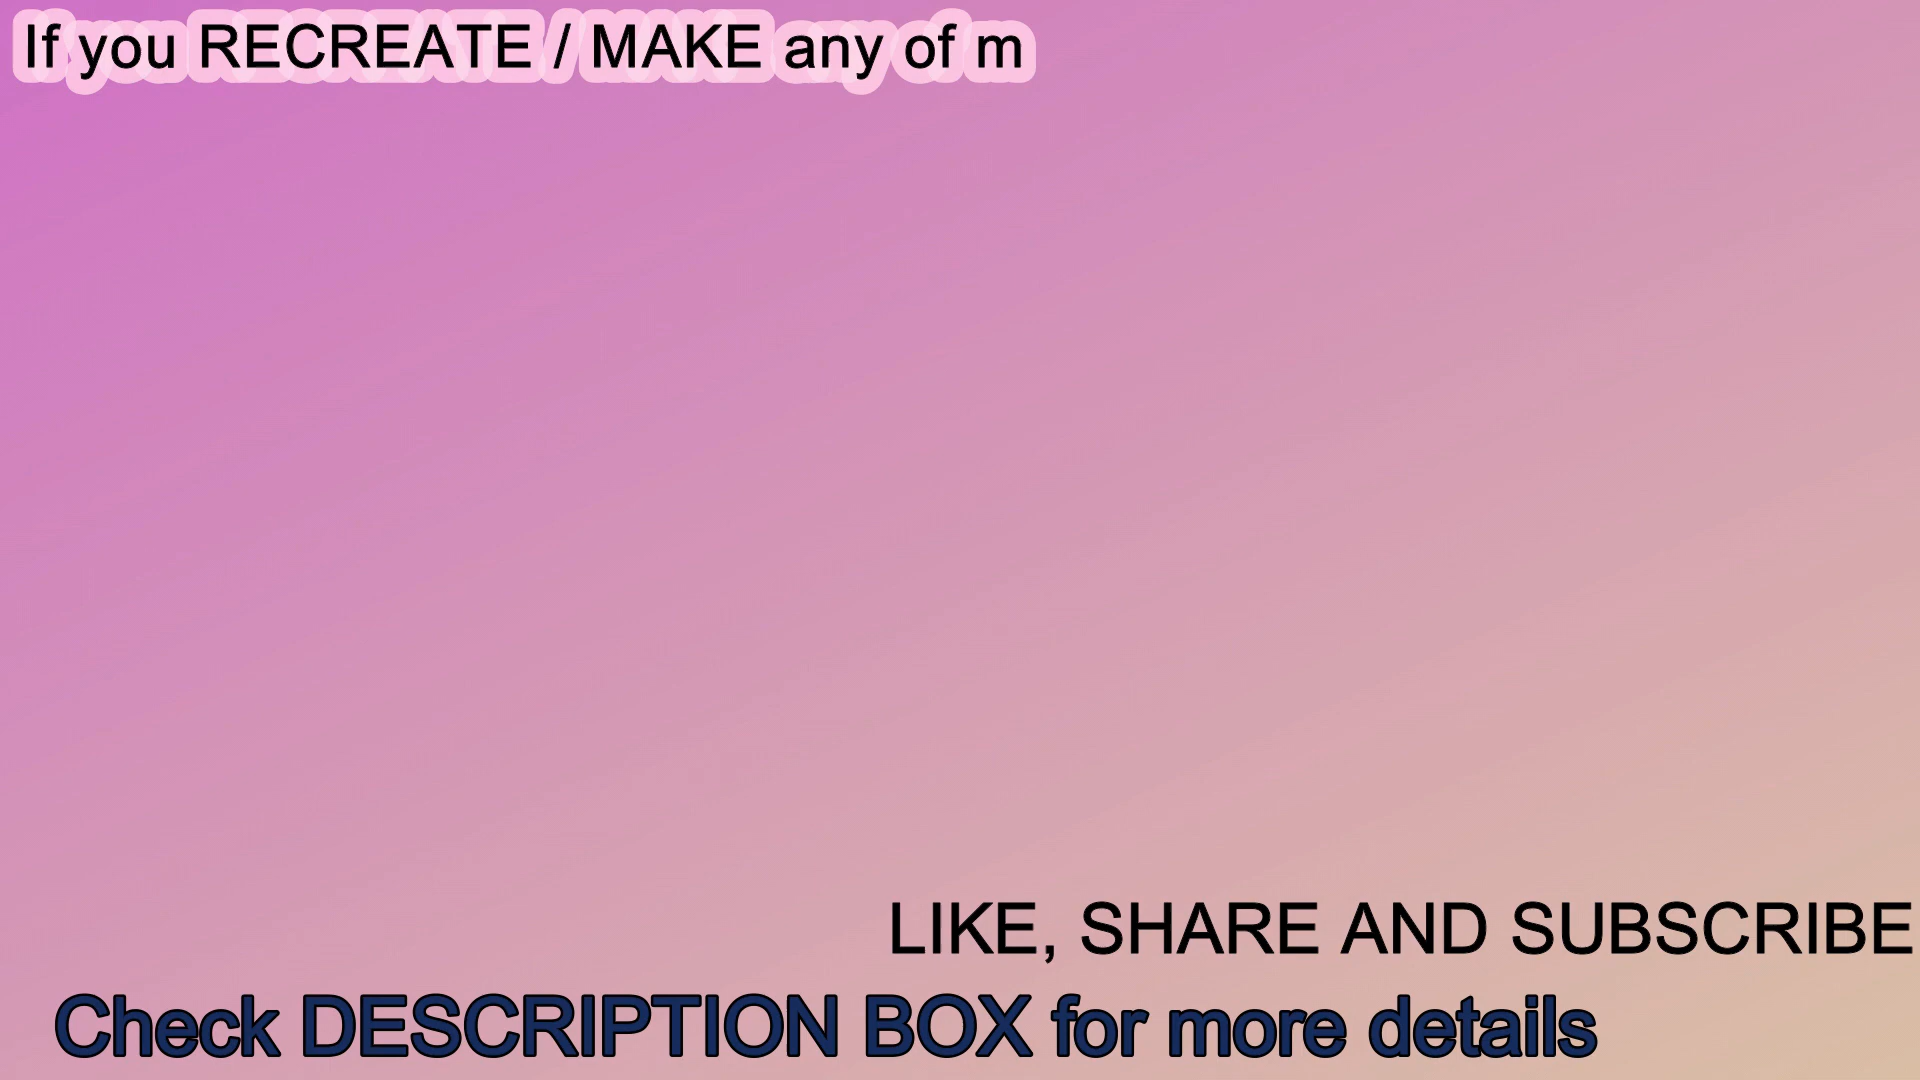 If you RECREATE / MAKE any of m
LIKE, SHARE AND SUBSCRIBE
Check DESCRIPTION BOX for more details